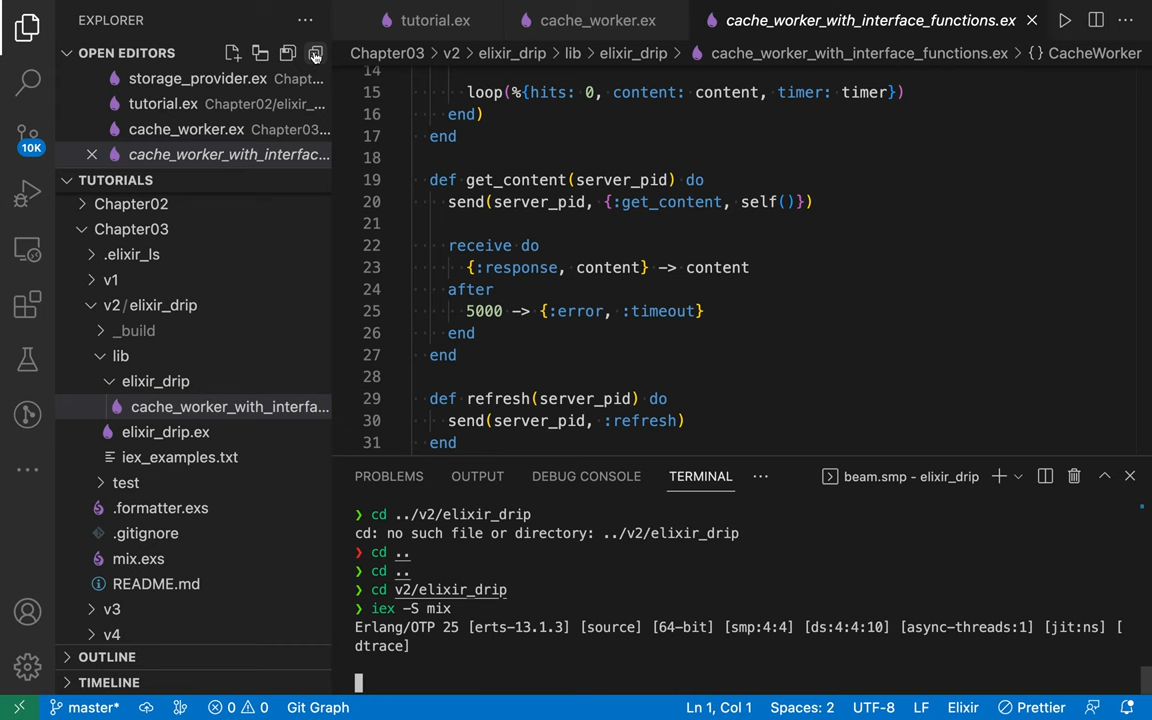 EXPLORER
OPEN EDITORS
storage_provider.ex Chapt...
tutorial.ex Chapter02/elixir_...
cache_worker.ex Chapter03...
cache_worker_with_interfac...
TUTORIALS
Chapter02
Chapter03
.elixir_ls
v1
v2 / elixir_drip
_build
lib
elixir_drip
cache_worker_with_interfa...
elixir_drip.ex
iex_examples.txt
test
.formatter.exs
.gitignore
mix.exs
README.md
v3
v4
OUTLINE
TIMELINE
10K
tutorial.ex
cache_worker.ex
cache_worker_with_interface_functions.ex
Chapter03 > v2 > elixir_drip > lib > elixir_drip > cache_worker_with_interface_functions.ex > {} CacheWorker
14
15 loop(%{hits: 0, content: content, timer: timer})
16 end)
17 end
18
19 def get_content(server_pid) do
20 send(server_pid, {:get_content, self()})
21
22 receive do
23 {:response, content} -> content
24 after
25 5000 -> {:error, :timeout}
26 end
27 end
28
29 def refresh(server_pid) do
30 send(server_pid, :refresh)
31 end
PROBLEMS OUTPUT DEBUG CONSOLE TERMINAL ... beam.smp - elixir_drip
❯ cd ../v2/elixir_drip
cd: no such file or directory: ../v2/elixir_drip
❯ cd ..
❯ cd ..
❯ cd v2/elixir_drip
❯ iex -S mix
Erlang/OTP 25 [erts-13.1.3] [source] [64-bit] [smp:4:4] [ds:4:4:10] [async-threads:1] [jit:ns] [
dtrace]
master* 0 0 Git Graph Ln 1, Col 1 Spaces: 2 UTF-8 LF Elixir Prettier